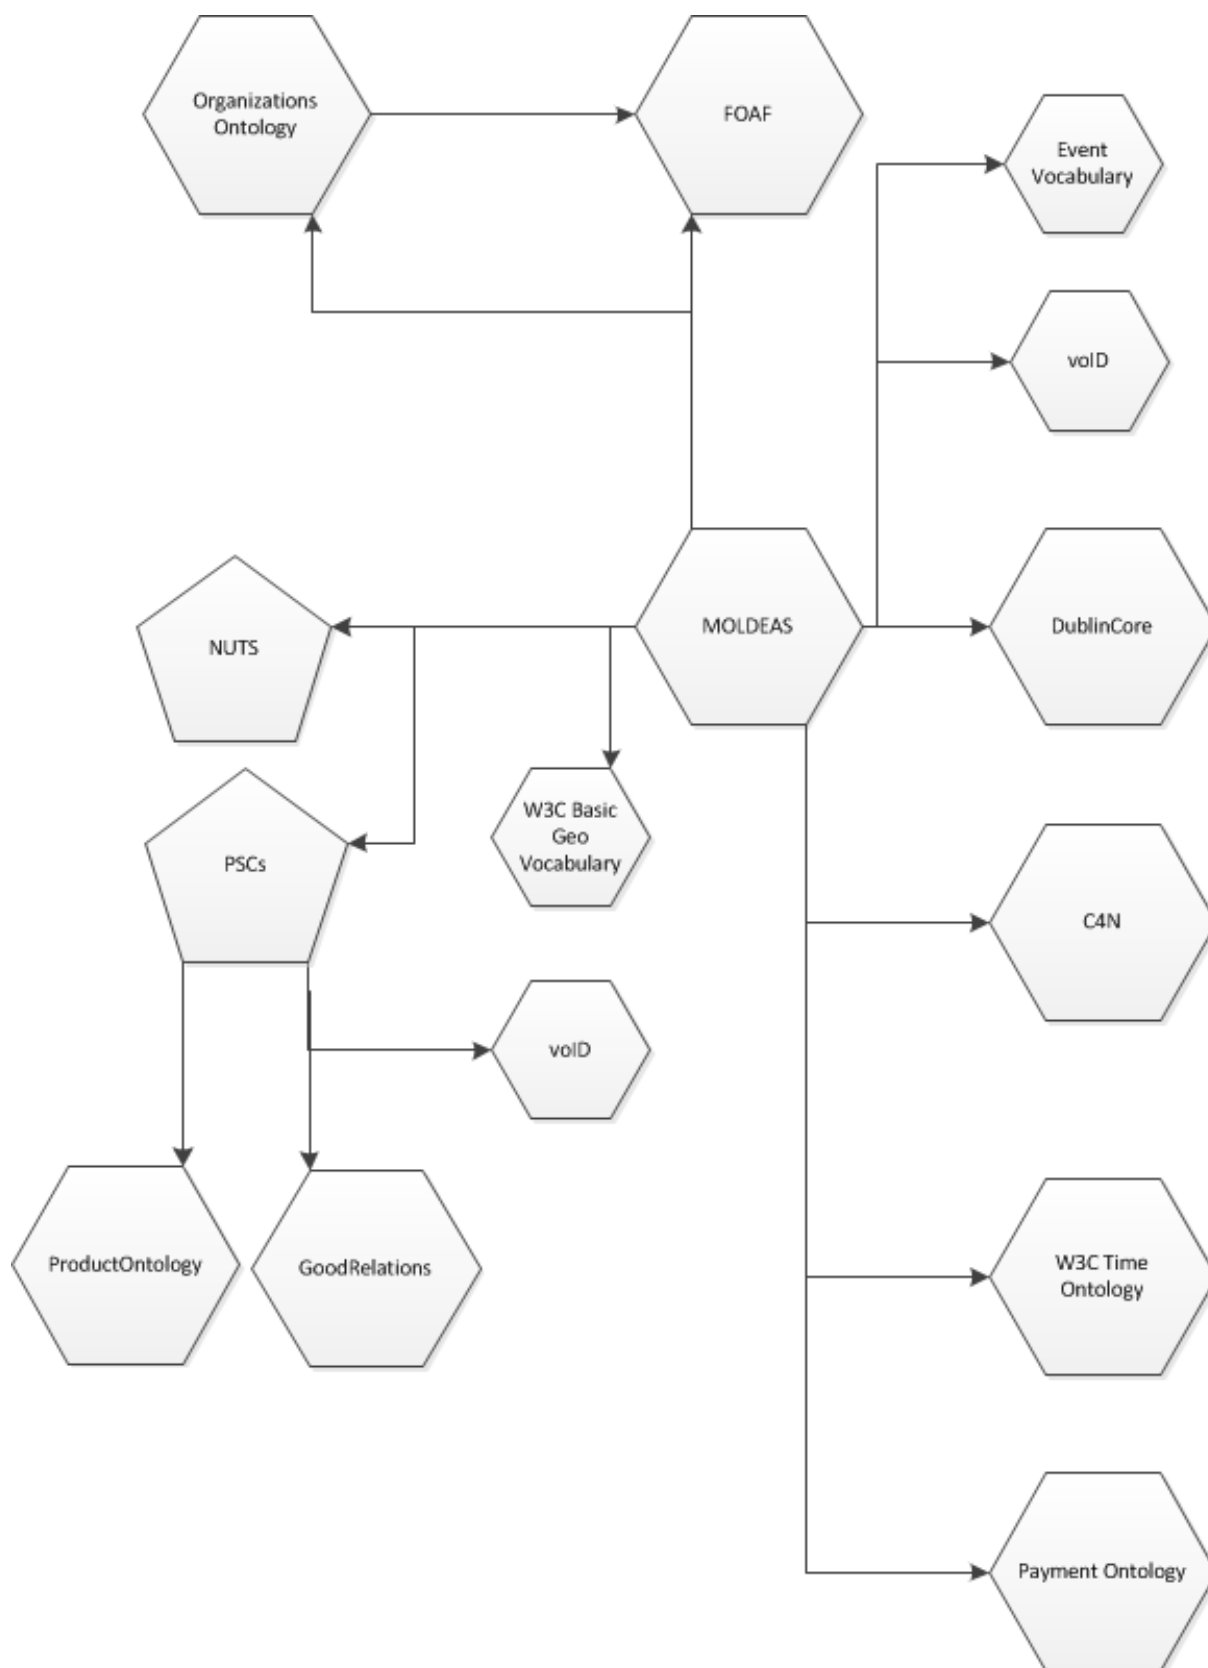 Organizations
Ontology
FOAF
Event
Vocabulary
voID
MOLDEAS
DublinCore
NUTS
W3C Basic
Geo
Vocabulary
PSCs
C4N
voID
ProductOntology
GoodRelations
W3C Time
Ontology
Payment Ontology